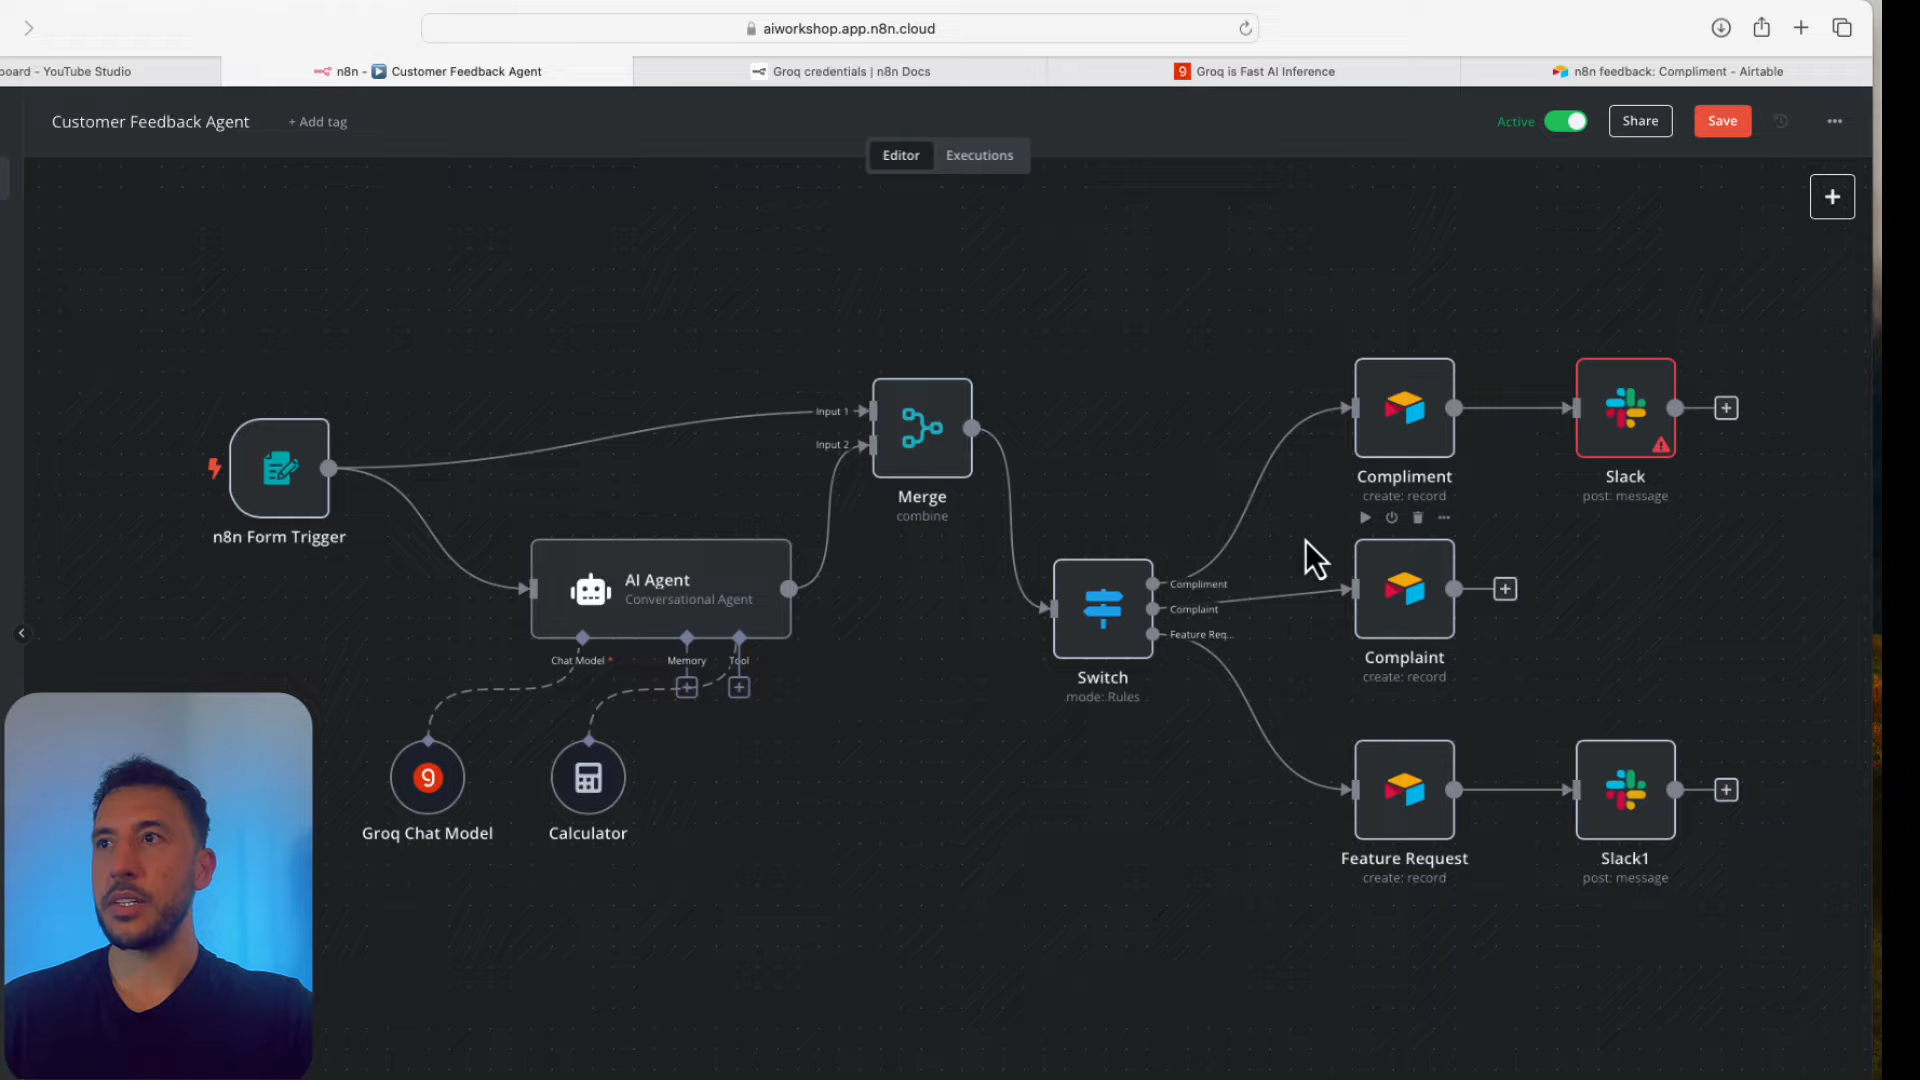 aiworkshop.app.n8n.cloud
board - YouTube Studio
n8n - ▶ Customer Feedback Agent
Groq credentials | n8n Docs
Groq is Fast AI Inference
n8n feedback: Compliment - Airtable
Customer Feedback Agent
+ Add tag
Active
Share
Save
Editor
Executions
Input 1
Input 2
Merge
combine
n8n Form Trigger
AI Agent
Conversational Agent
Chat Model *
Memory
Tool
Groq Chat Model
Calculator
Compliment
Complaint
Feature Req...
Switch
mode: Rules
Compliment
create: record
Slack
post: message
Complaint
create: record
Feature Request
create: record
Slack1
post: message